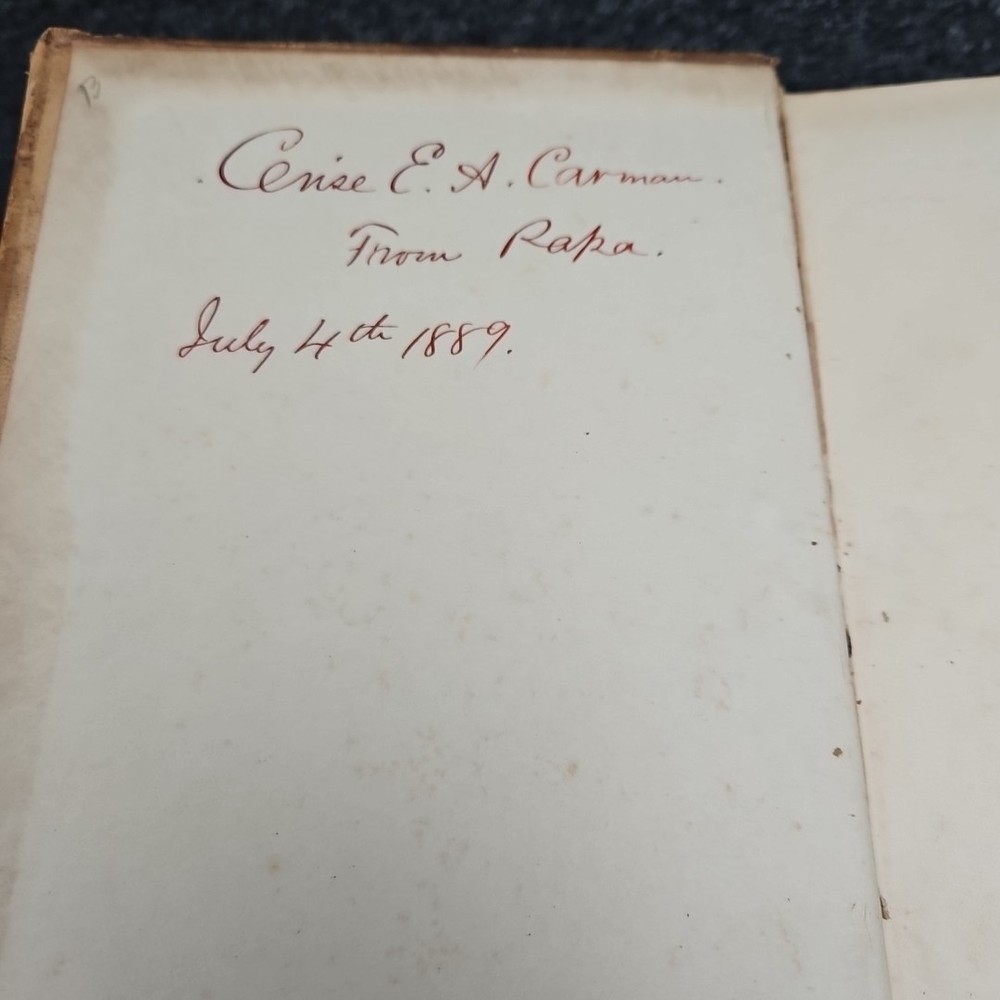 B
Cerise E. A. Carman.
From Papa.
July 4th 1889.